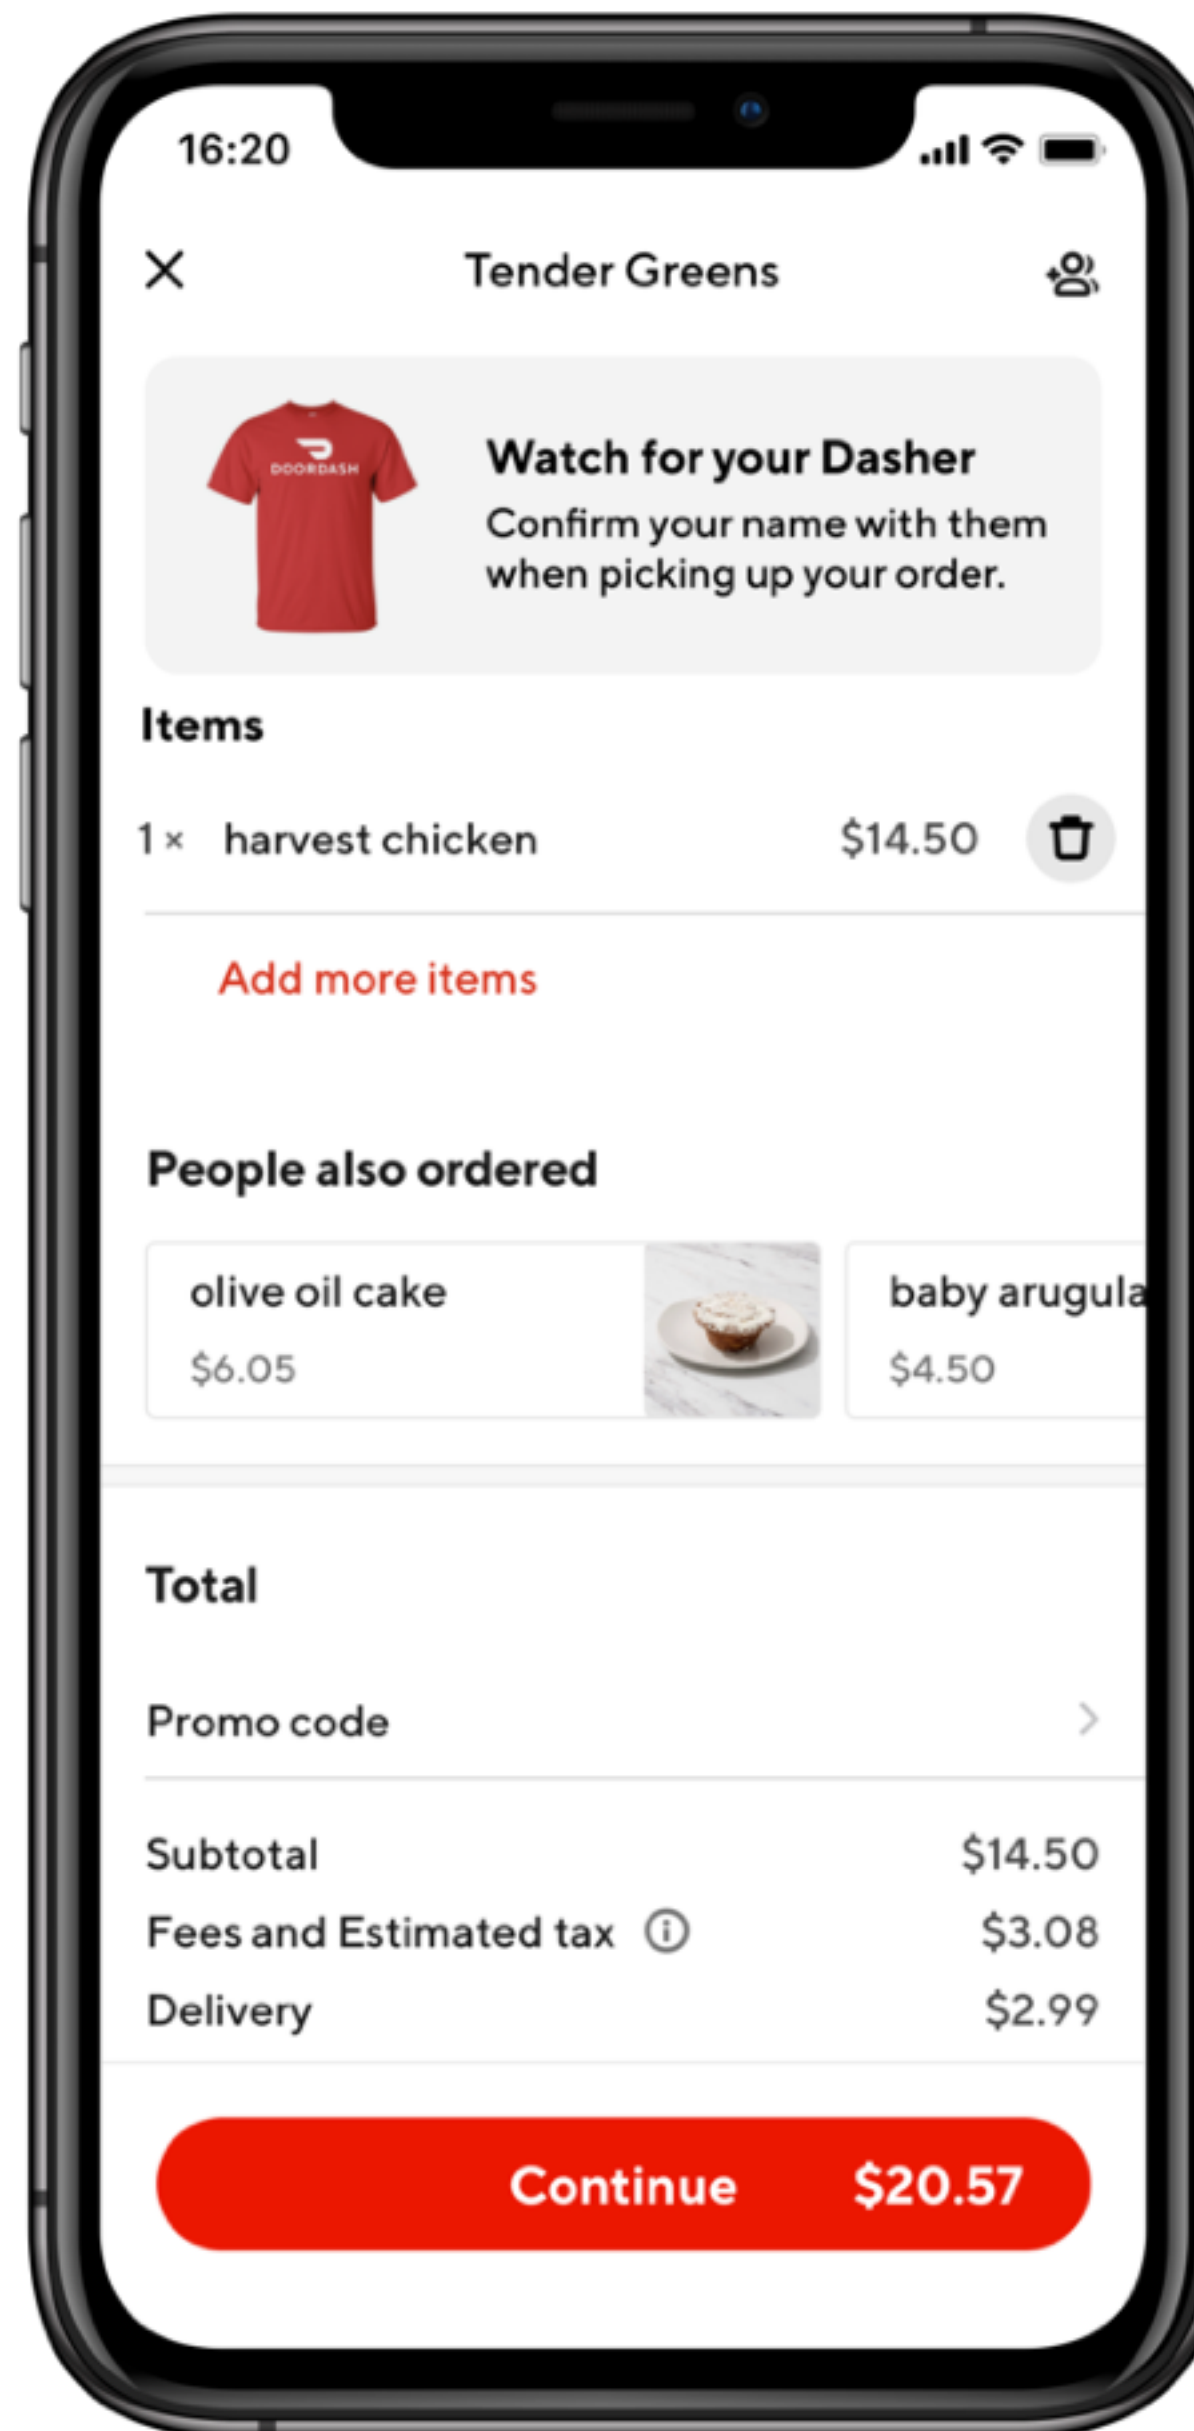 16:20
Tender Greens
DOORDASH
Watch for your Dasher
Confirm your name with them
when picking up your order.
Items
1 × harvest chicken $14.50
Add more items
People also ordered
olive oil cake
$6.05
baby arugula
$4.50
Total
Promo code
Subtotal $14.50
Fees and Estimated tax $3.08
Delivery $2.99
Continue $20.57